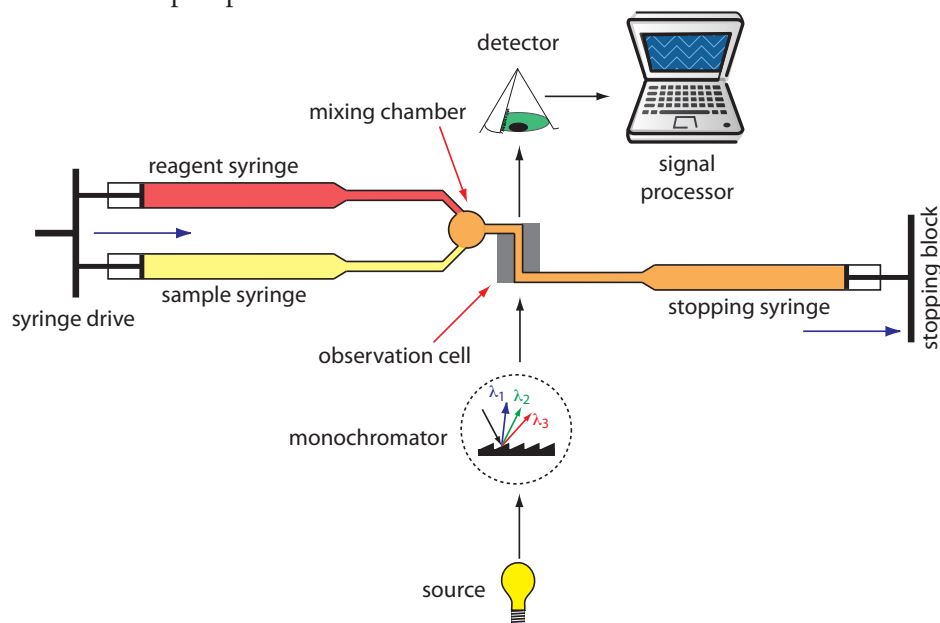 detector
mixing chamber
reagent syringe
signal
processor
sample syringe
syringe drive
stopping syringe
stopping block
observation cell
λ1
λ2
λ3
monochromator
source